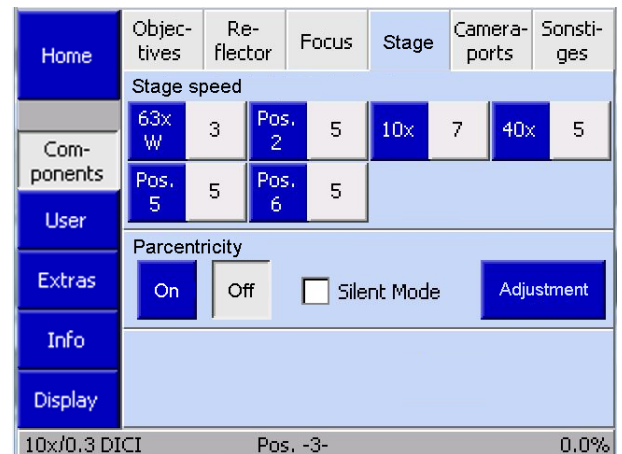 Home
Objec-
tives
Re-
flector
Focus
Stage
Camera-
ports
Sonsti-
ges
Stage speed
63x
W
3
Pos.
2
5
10x
7
40x
5
Com-
ponents
Pos.
5
5
Pos.
6
5
User
Parcentricity
Extras
On
Off
Silent Mode
Adjustment
Info
Display
10x/0.3 DICI Pos. -3- 0.0%